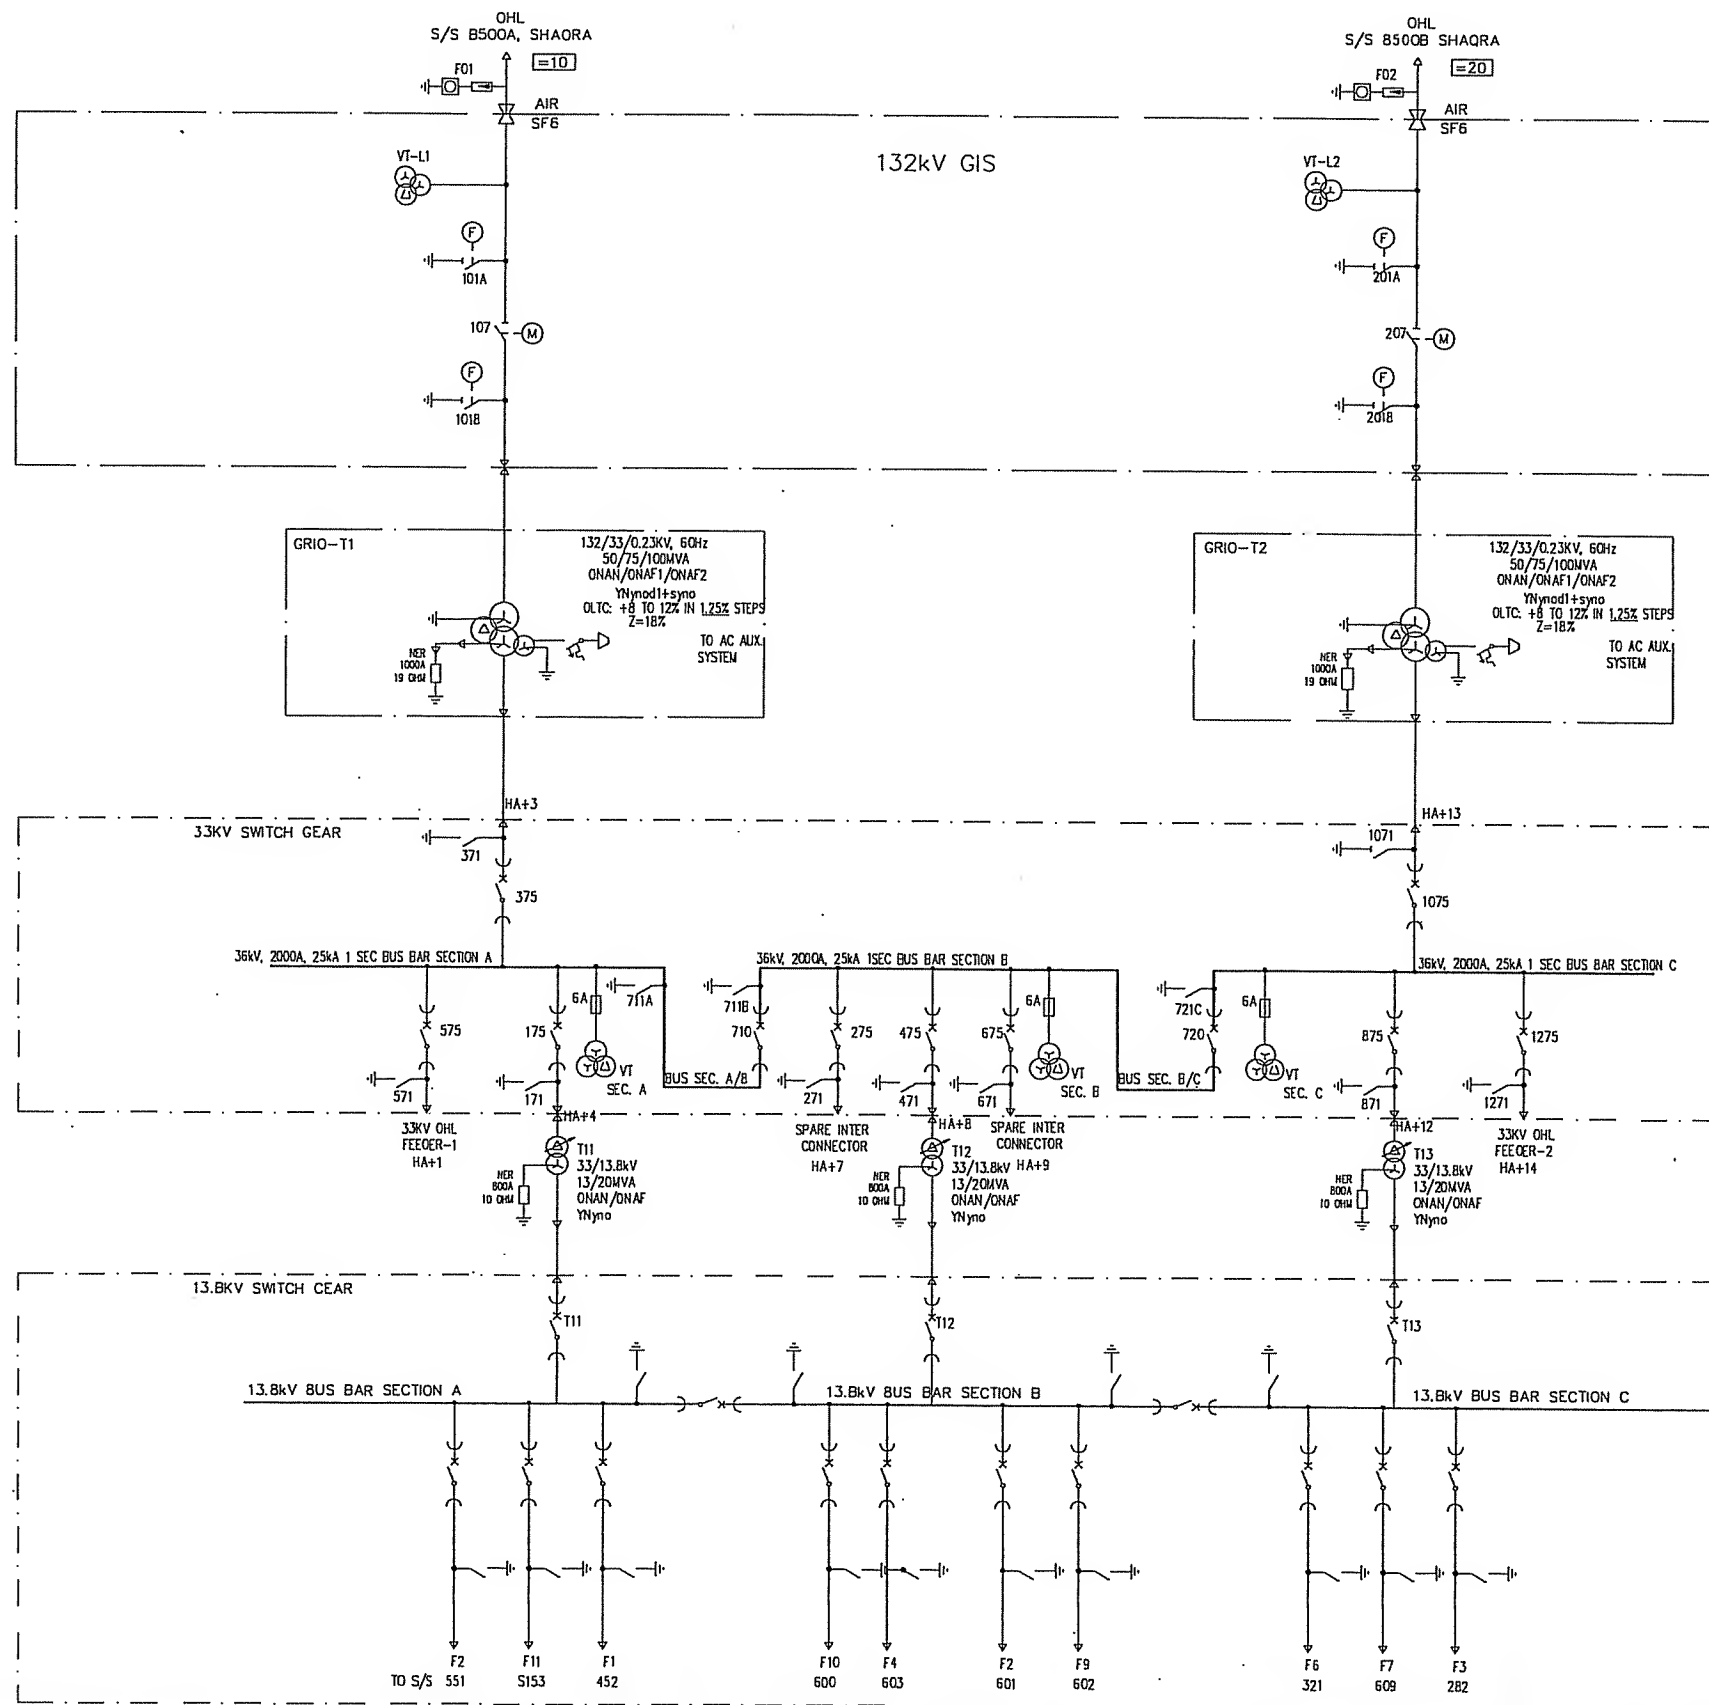 OHL
S/S B500A, SHAQRA
=10
F01
AIR
SF6
OHL
S/S 8500B SHAQRA
=20
F02
AIR
SF6
132kV GIS
VT-L1
F
101A
107
M
F
101B
VT-L2
F
201A
207
M
F
201B
GRIO-T1
132/33/0.23KV, 60Hz
50/75/100MVA
ONAN/ONAF1/ONAF2
YNynod1+syno
OLTC: +8 TO 12% IN 1.25% STEPS
Z=18%
TO AC AUX.
SYSTEM
NER
1000A
19 OHM
GRIO-T2
132/33/0.23KV, 60Hz
50/75/100MVA
ONAN/ONAF1/ONAF2
YNynod1+syno
OLTC: +8 TO 12% IN 1.25% STEPS
Z=18%
TO AC AUX.
SYSTEM
NER
1000A
19 OHM
HA+3
HA+13
33KV SWITCH GEAR
371
375
1071
1075
36kV, 2000A, 25kA 1 SEC BUS BAR SECTION A
36kV, 2000A, 25kA 1SEC BUS BAR SECTION B
36kV, 2000A, 25kA 1 SEC BUS BAR SECTION C
575
571
175
171
6A
VT
SEC. A
711A
BUS SEC. A/B
711B
710
275
271
475
471
675
671
6A
VT
SEC. B
BUS SEC. B/C
721C
720
6A
VT
SEC. C
875
871
1275
1271
33KV OHL
FEEOER-1
HA+1
HA+4
T11
33/13.8kV
13/20MVA
ONAN/ONAF
YNyno
NER
800A
10 OHM
SPARE INTER
CONNECTOR
HA+7
HA+8
T12
33/13.8kV
13/20MVA
ONAN/ONAF
YNyno
NER
800A
10 OHM
SPARE INTER
CONNECTOR
HA+9
HA+12
T13
33/13.8kV
13/20MVA
ONAN/ONAF
YNyno
NER
800A
10 OHM
33KV OHL
FEEOER-2
HA+14
13.BKV SWITCH CEAR
T11
T12
T13
13.8kV 8US BAR SECTION A
13.BkV 8US BAR SECTION B
13.BkV BUS BAR SECTION C
F2
F11
F1
F10
F4
F2
F9
F6
F7
F3
TO S/S 551
S153
452
600
603
601
602
321
609
282